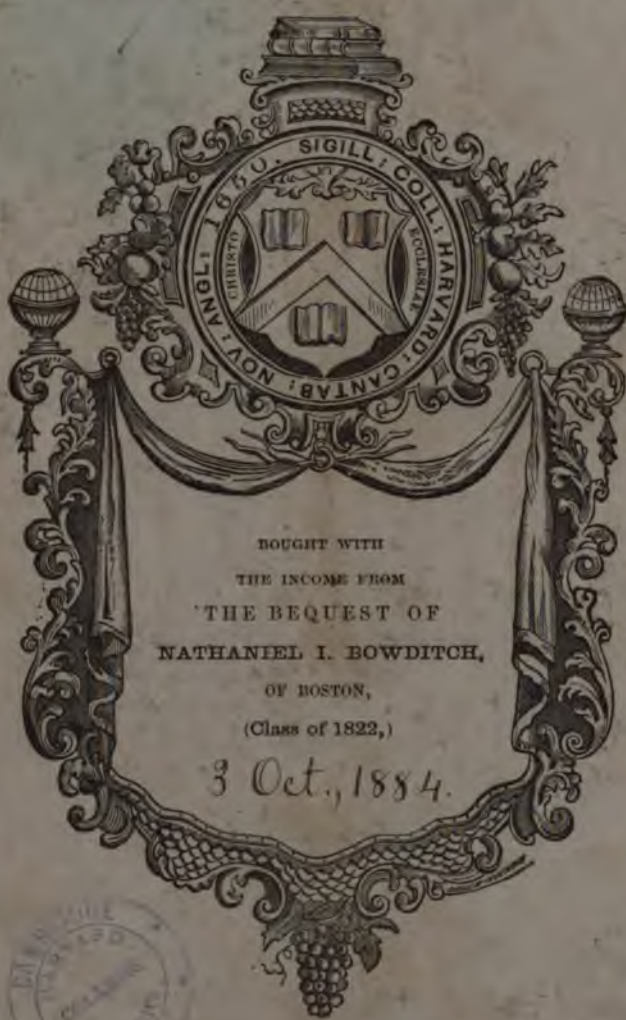 SIGILL: COLL: HARVARD: CANTAB: NOV: ANGL: 1650.
CHRISTO
ECCLESIAE
BOUGHT WITH
THE INCOME FROM
THE BEQUEST OF
NATHANIEL I. BOWDITCH,
OF BOSTON,
(Class of 1822,)
3 Oct., 1884.
HARVARD